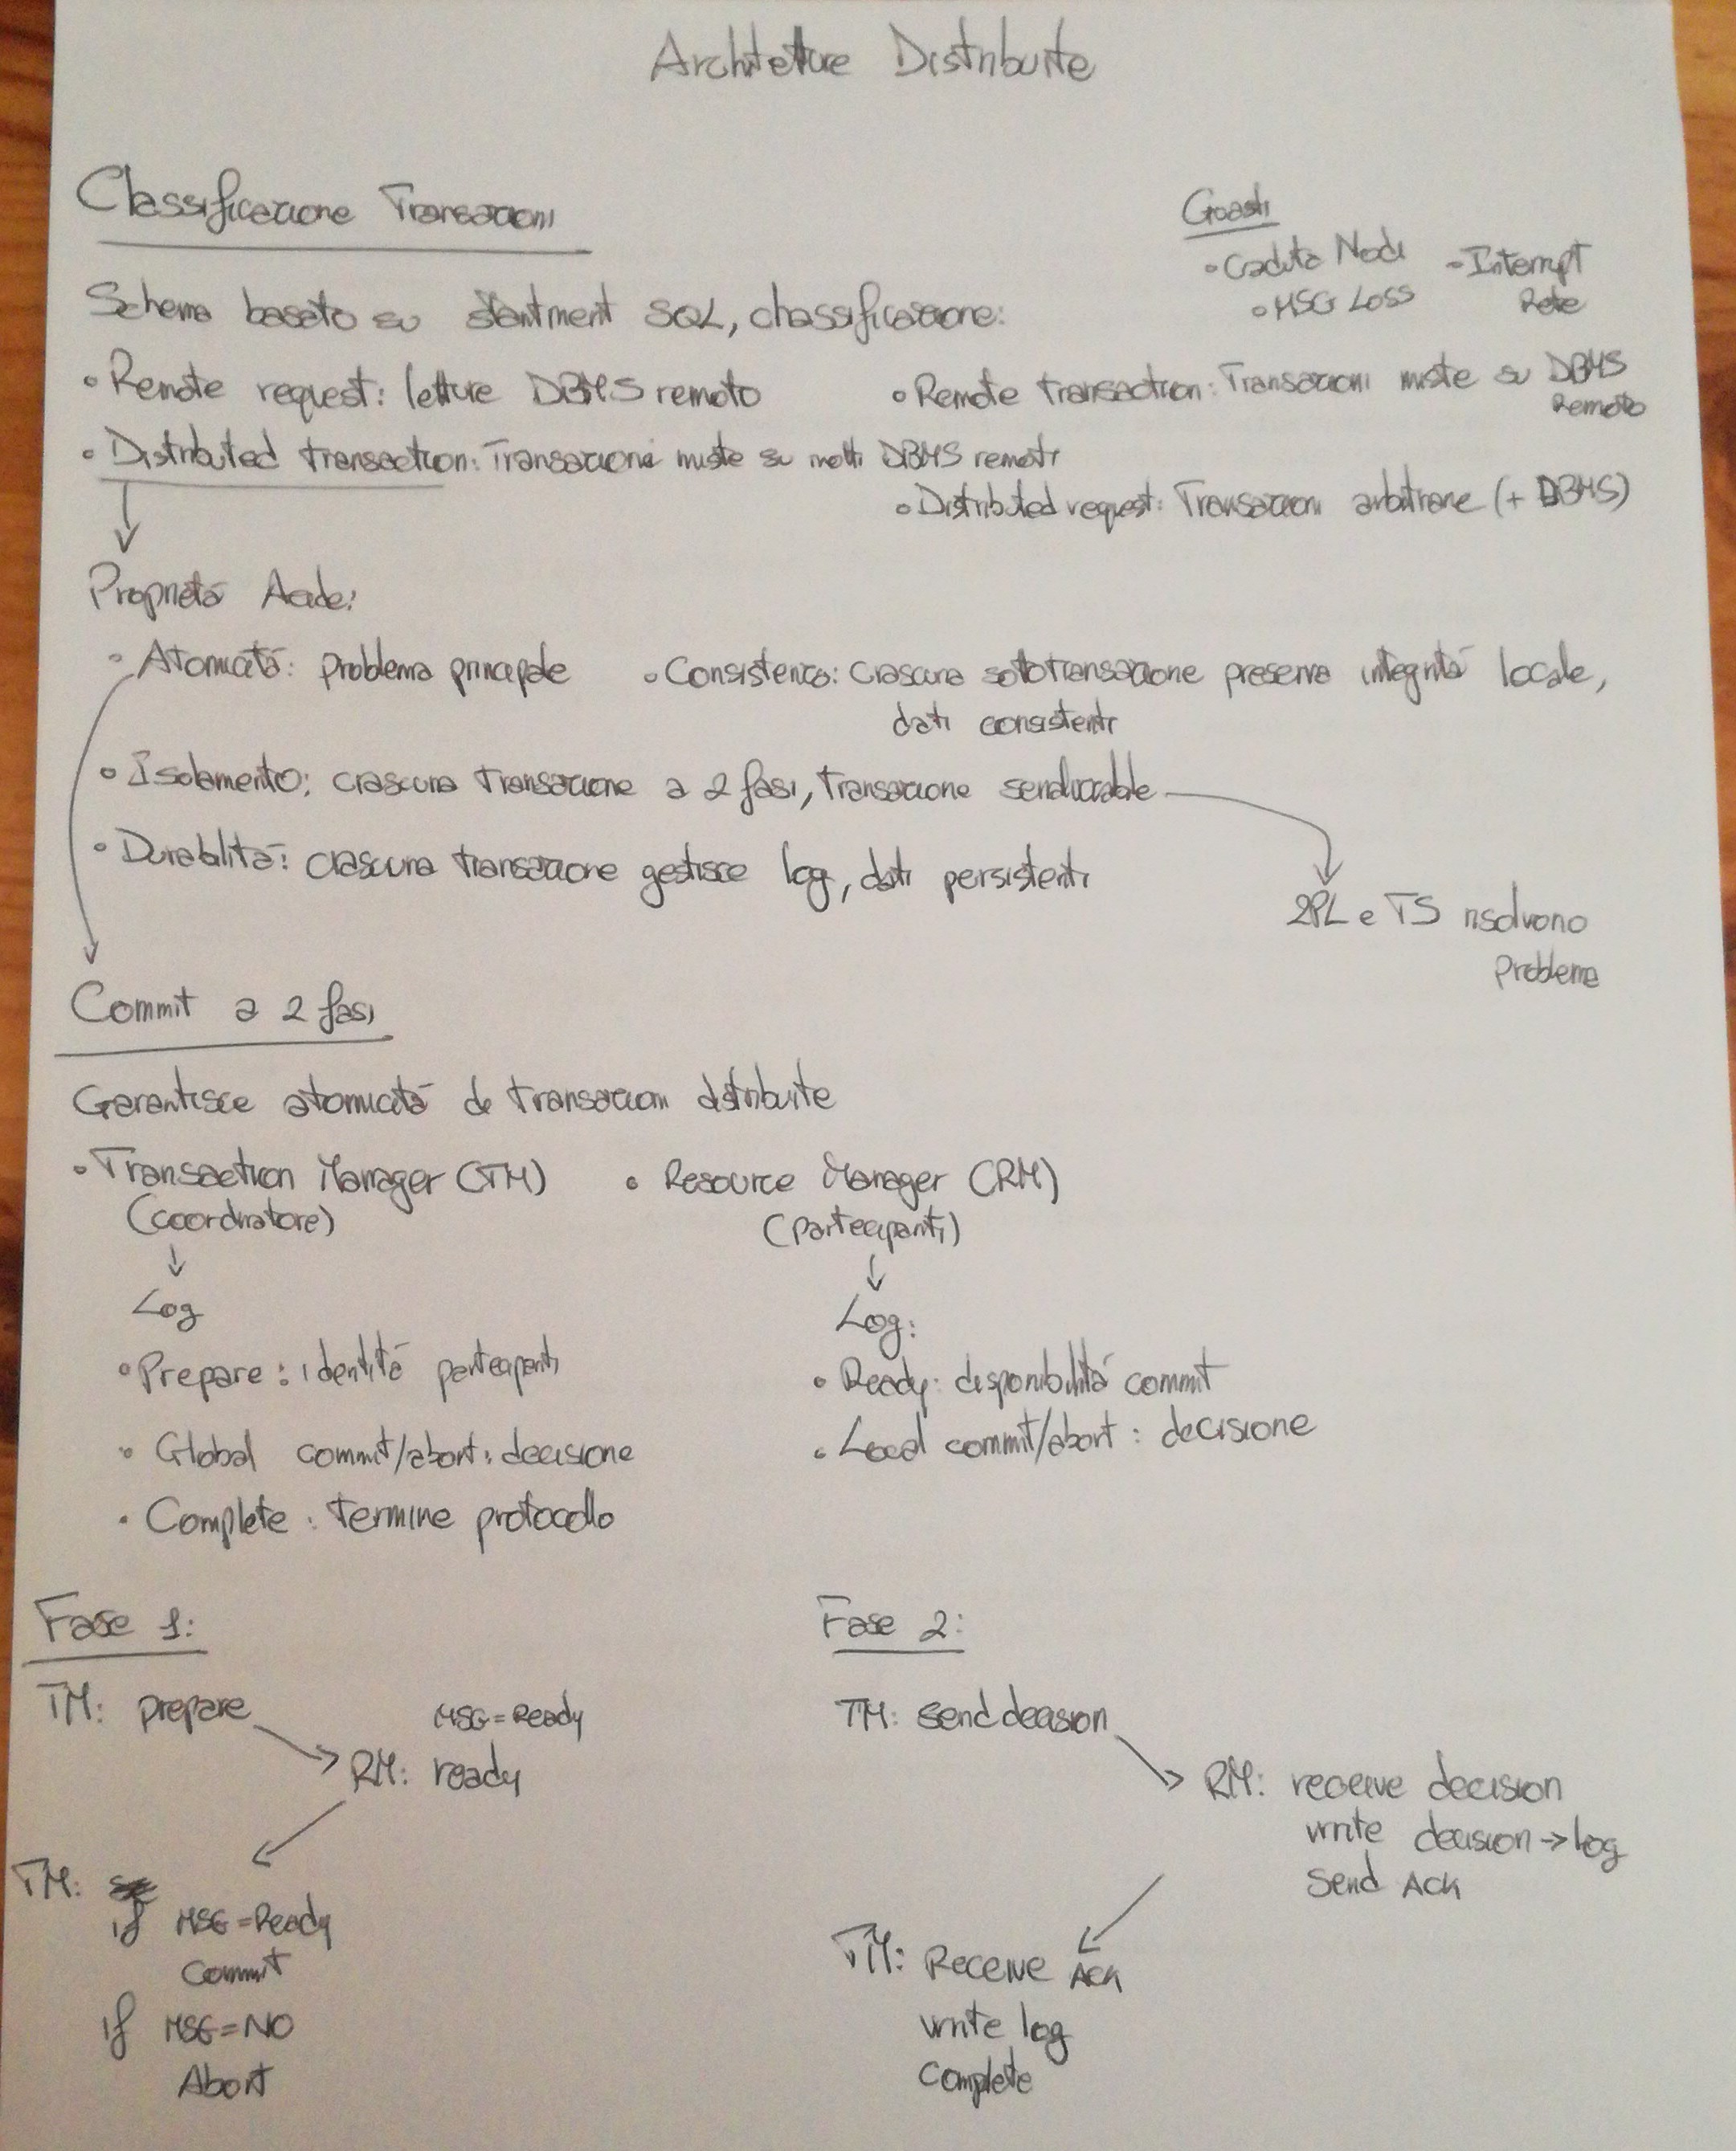 Architetture Distribuite
Classificazione Transazioni
Guasti
• Caduta Nodi - Interrupt
• MSG Loss Rete
Schema basato su stantment SQL, classificazione:
• Remote request: letture DBMS remoto
• Remote transaction: Transazioni miste su DBMS
Remoto
• Distributed transaction: Transazione miste su molti DBMS remoti
• Distributed request: Transazioni arbitrarie (+ DBMS)
Proprietà Acide:
• Atomicità: problema principale
• Consistenza: ciascuna sottotransazione preserva integrità locale,
dati consistenti
• Isolamento: ciascuna transazione a 2 fasi, transazione serializzabile
• Durabilità: ciascuna transazione gestisce log, dati persistenti
2PL e TS risolvono
problema
Commit a 2 fasi
Garantisce atomicità di transazioni distribuite
• Transaction Manager (TM)
(coordinatore)
↓
Log
• Prepare: identità partecipanti
• Global commit/abort: decisione
• Complete: termine protocollo
• Resource Manager (RM)
(partecipanti)
↓
Log:
• Ready: disponibilità commit
• Local commit/abort: decisione
Fase 1:
TM: prepare
MSG=Ready
RM: ready
TM:
if MSG=Ready
Commit
if MSG=NO
Abort
Fase 2:
TM: send decision
RM: receive decision
write decision → log
Send Ack
TM: Receive Ack
write log
Complete